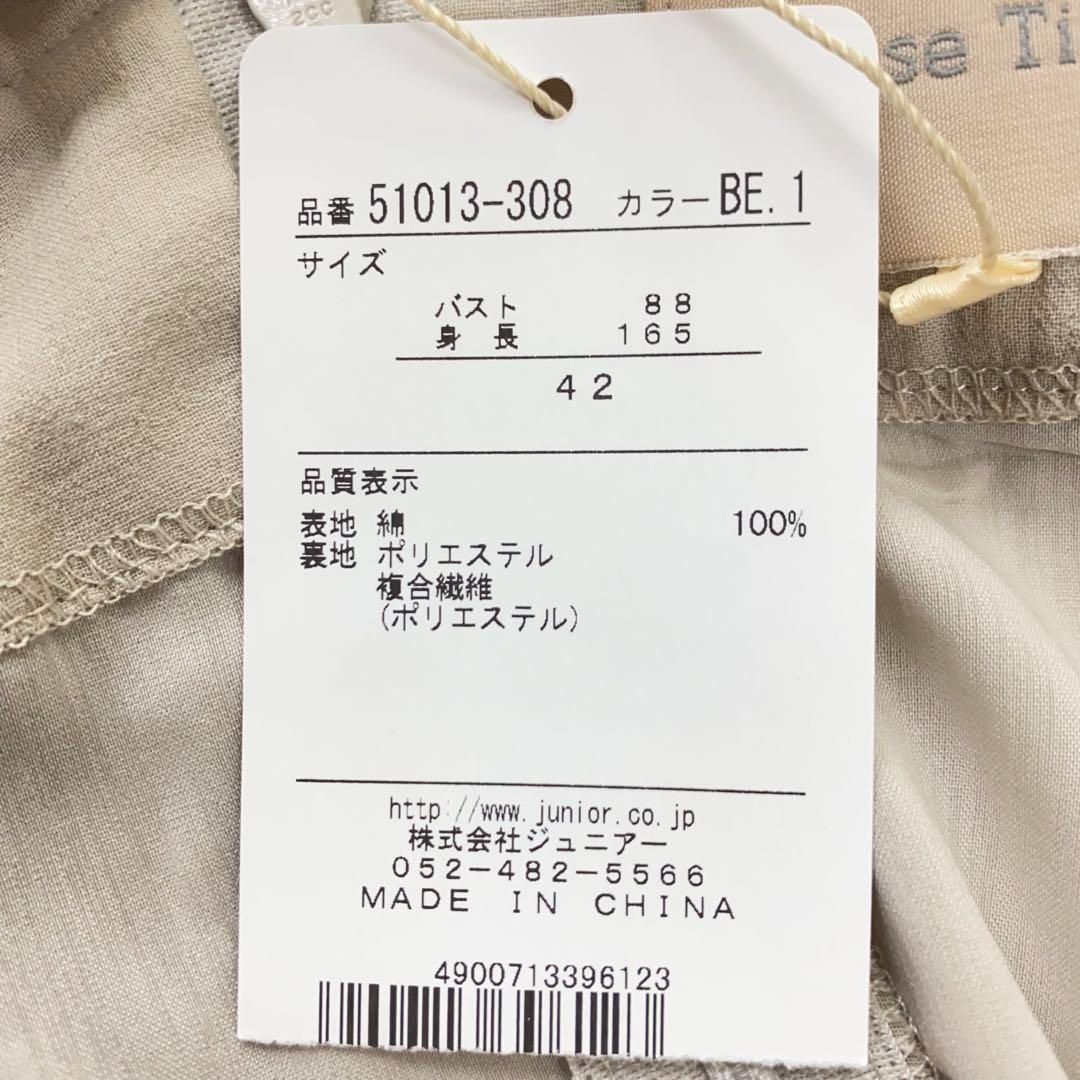 2CC
se Ti
品番 51013-308 カラー BE. 1
サイズ
バスト 88
身 長 165
42
品質表示
表地 綿 100%
裏地 ポリエステル
複合繊維
(ポリエステル)
http://www.junior.co.jp
株式会社ジュニアー
052-482-5566
MADE IN CHINA
4900713396123